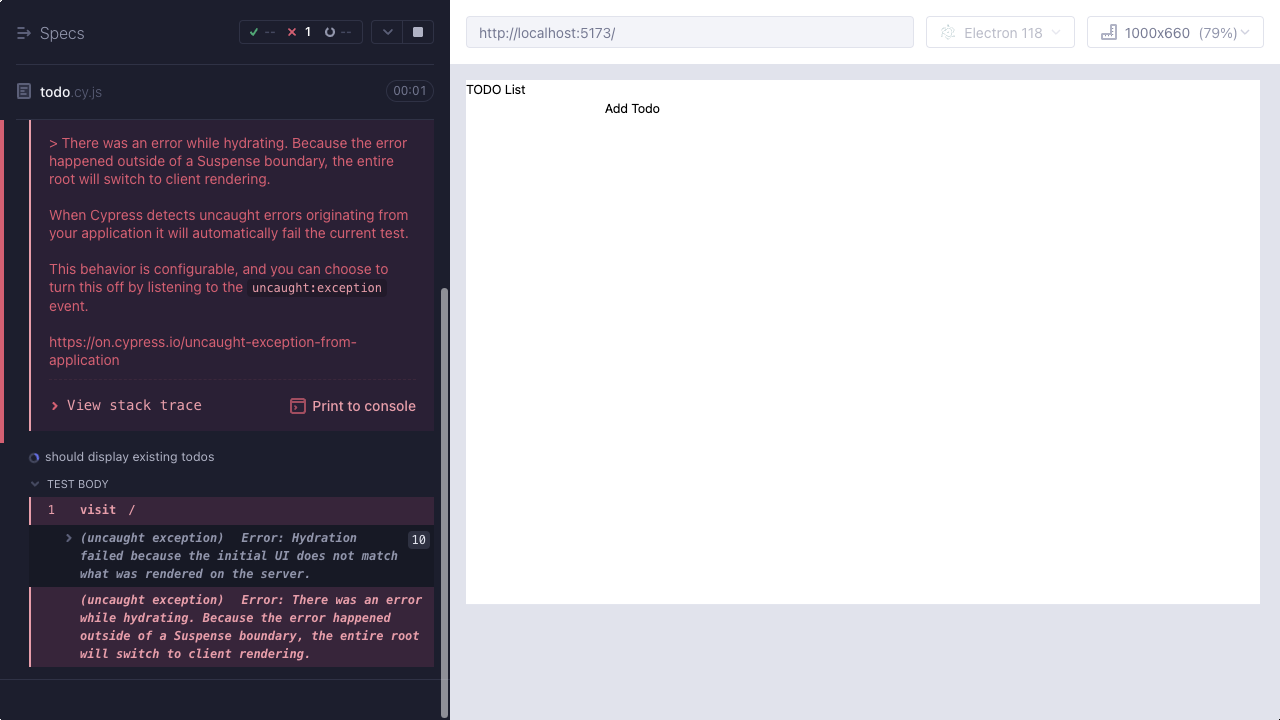 Specs
-- 1 --
todo.cy.js
00:01
> There was an error while hydrating. Because the error
happened outside of a Suspense boundary, the entire
root will switch to client rendering.
When Cypress detects uncaught errors originating from
your application it will automatically fail the current test.
This behavior is configurable, and you can choose to
turn this off by listening to the uncaught:exception
event.
https://on.cypress.io/uncaught-exception-from-
application
View stack trace
Print to console
should display existing todos
TEST BODY
1 visit /
(uncaught exception) Error: Hydration
10
failed because the initial UI does not match
what was rendered on the server.
(uncaught exception) Error: There was an error
while hydrating. Because the error happened
outside of a Suspense boundary, the entire root
will switch to client rendering.
http://localhost:5173/
Electron 118
1000x660 (79%)
TODO List
Add Todo